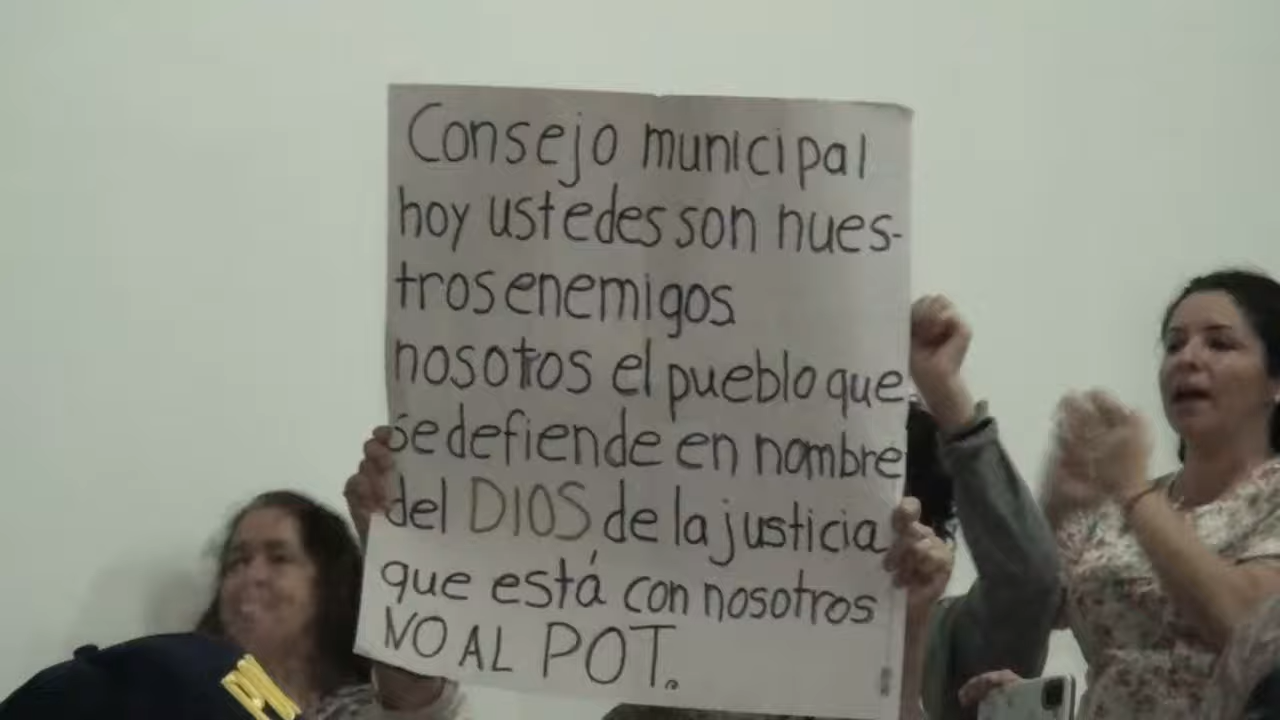 Consejo municipal
hoy ustedes son nues-
tros enemigos
nosotros el pueblo que
se defiende en nombre
del DIOS de la justicia
que está con nosotros
NO AL POT.